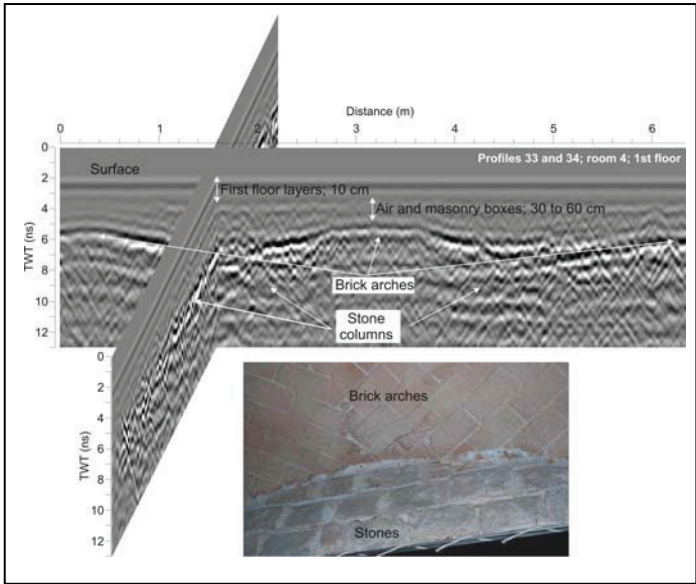 Distance (m)
0 1 2 3 4 5 6
0
2
4
6
8
10
12
TWT (ns)
Profiles 33 and 34; room 4; 1st floor
Surface
First floor layers; 10 cm
Air and masonry boxes; 30 to 60 cm
Brick arches
Stone
columns
0
2
4
6
8
10
12
TWT (ns)
Brick arches
Stones